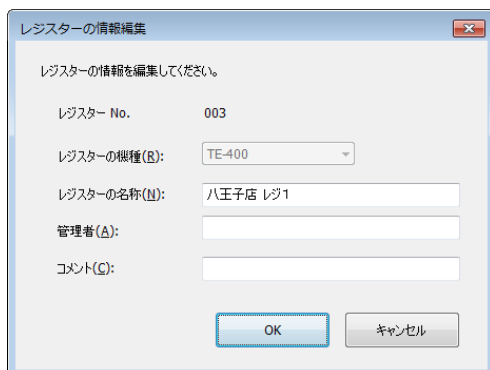 レジスターの情報編集
レジスターの情報を編集してください。
レジスター No. 003
レジスターの機種(R): TE-400
レジスターの名称(N): 八王子店 レジ1
管理者(A):
コメント(C):
OK キャンセル